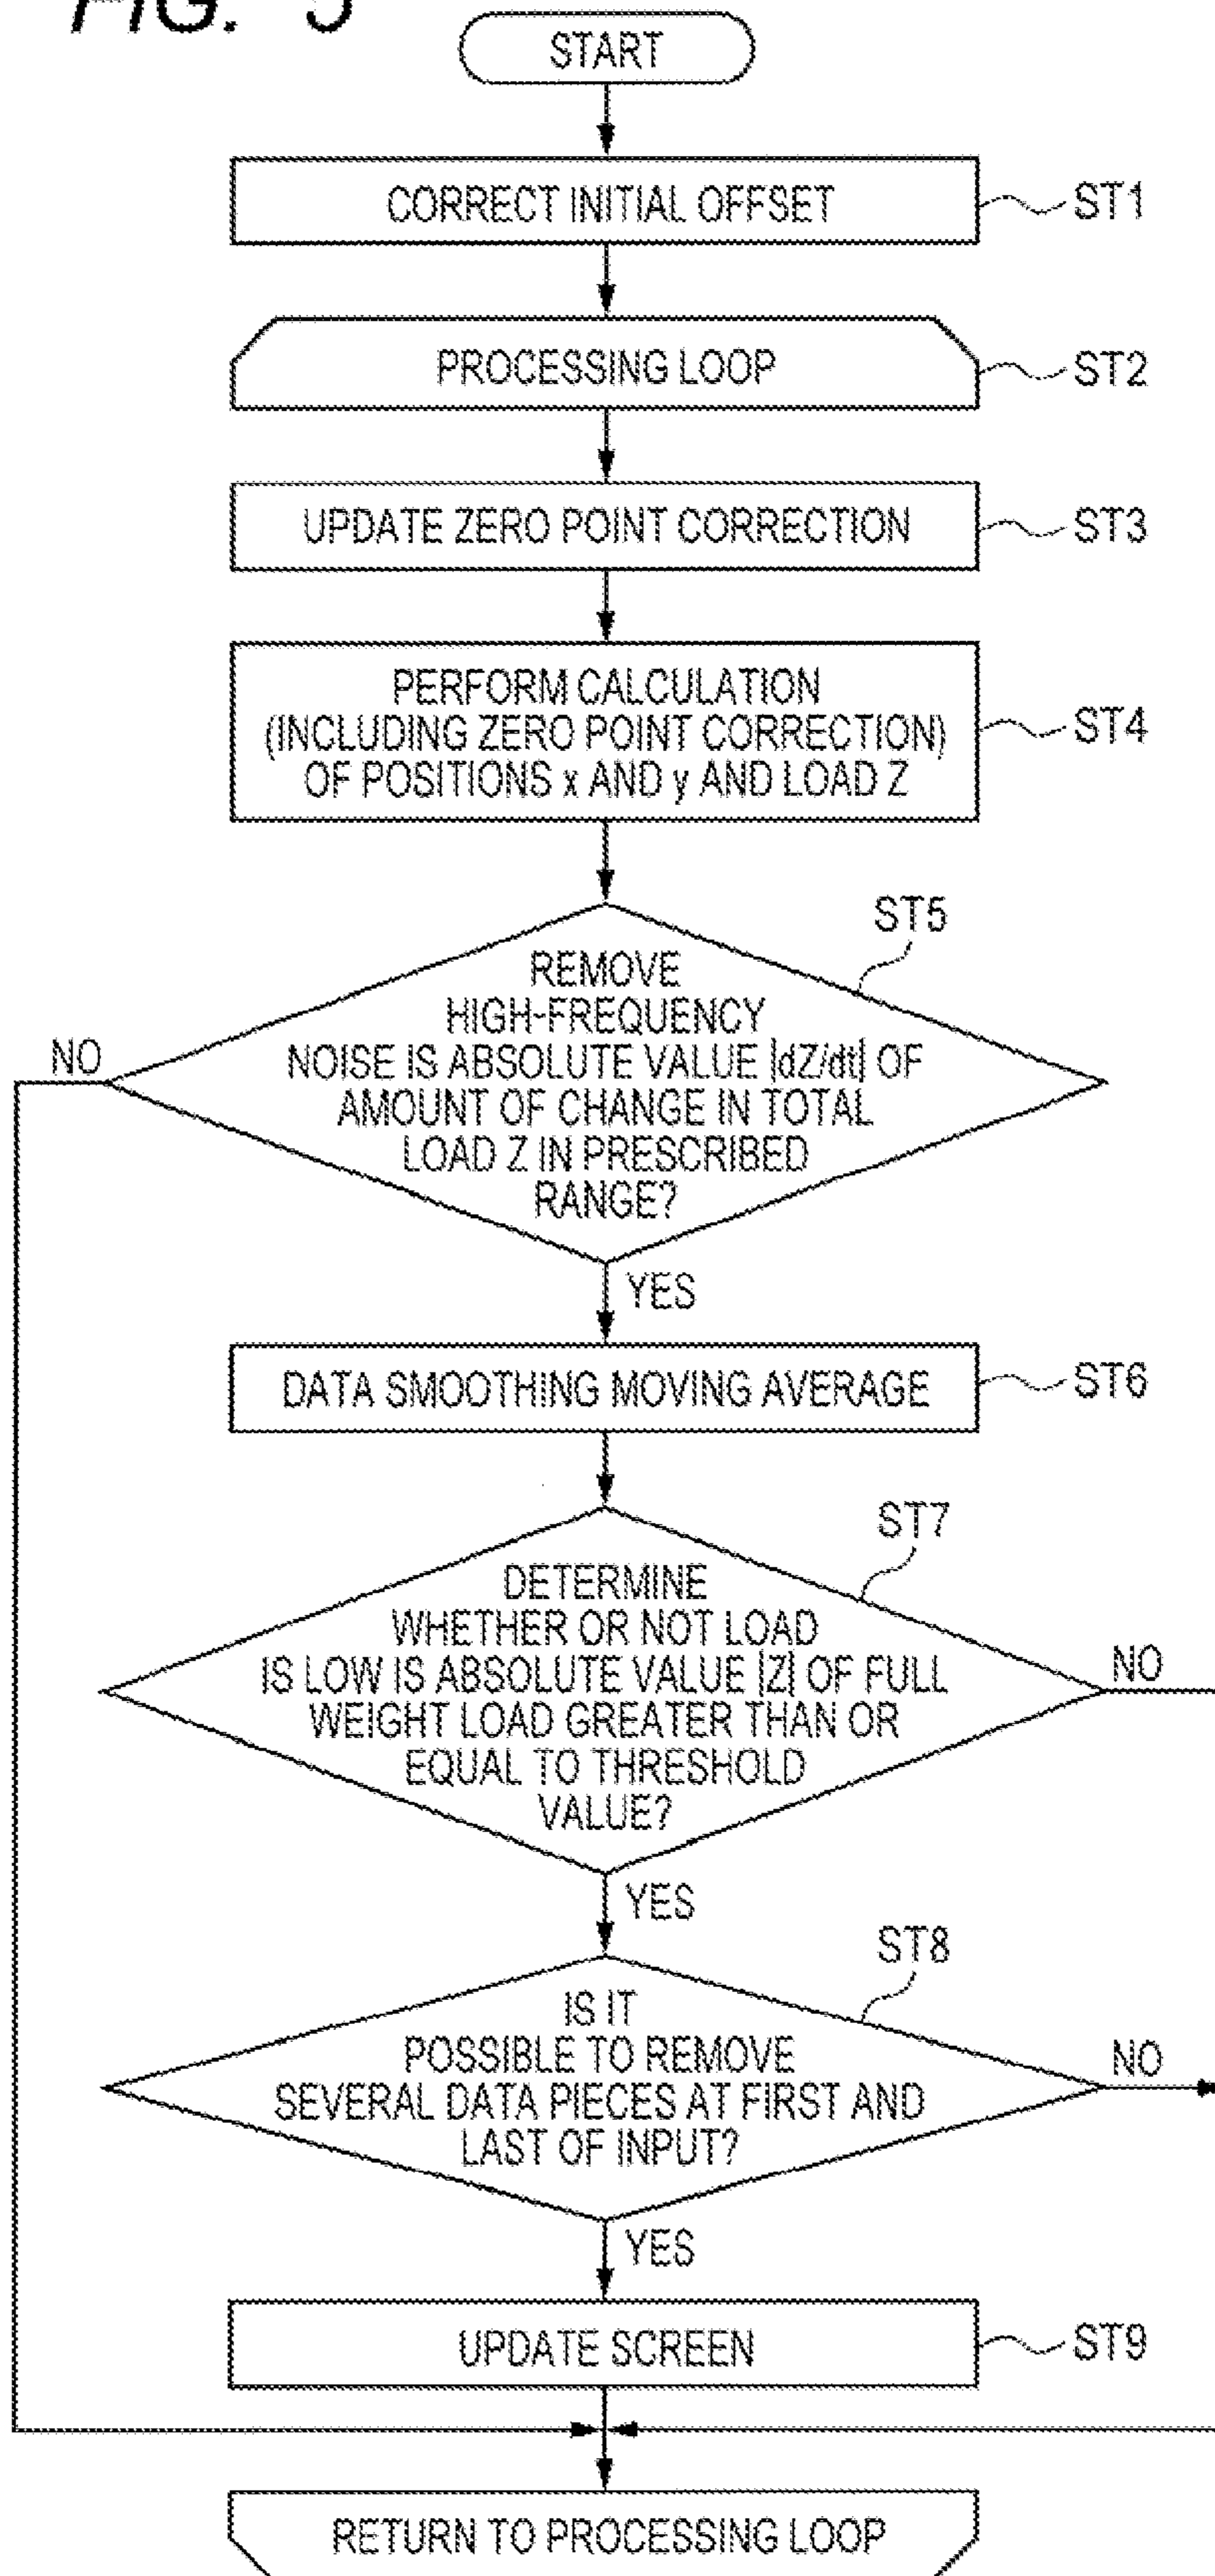 FIG. 5
START
CORRECT INITIAL OFFSET
ST1
PROCESSING LOOP
ST2
UPDATE ZERO POINT CORRECTION
ST3
PERFORM CALCULATION
(INCLUDING ZERO POINT CORRECTION)
OF POSITIONS x AND y AND LOAD Z
ST4
ST5
REMOVE
HIGH-FREQUENCY
NOISE IS ABSOLUTE VALUE |dZ/dt| OF
AMOUNT OF CHANGE IN TOTAL
LOAD Z IN PRESCRIBED
RANGE?
NO
YES
DATA SMOOTHING MOVING AVERAGE
ST6
ST7
DETERMINE
WHETHER OR NOT LOAD
IS LOW IS ABSOLUTE VALUE |Z| OF FULL
WEIGHT LOAD GREATER THAN OR
EQUAL TO THRESHOLD
VALUE?
NO
YES
ST8
IS IT
POSSIBLE TO REMOVE
SEVERAL DATA PIECES AT FIRST AND
LAST OF INPUT?
NO
YES
UPDATE SCREEN
ST9
RETURN TO PROCESSING LOOP